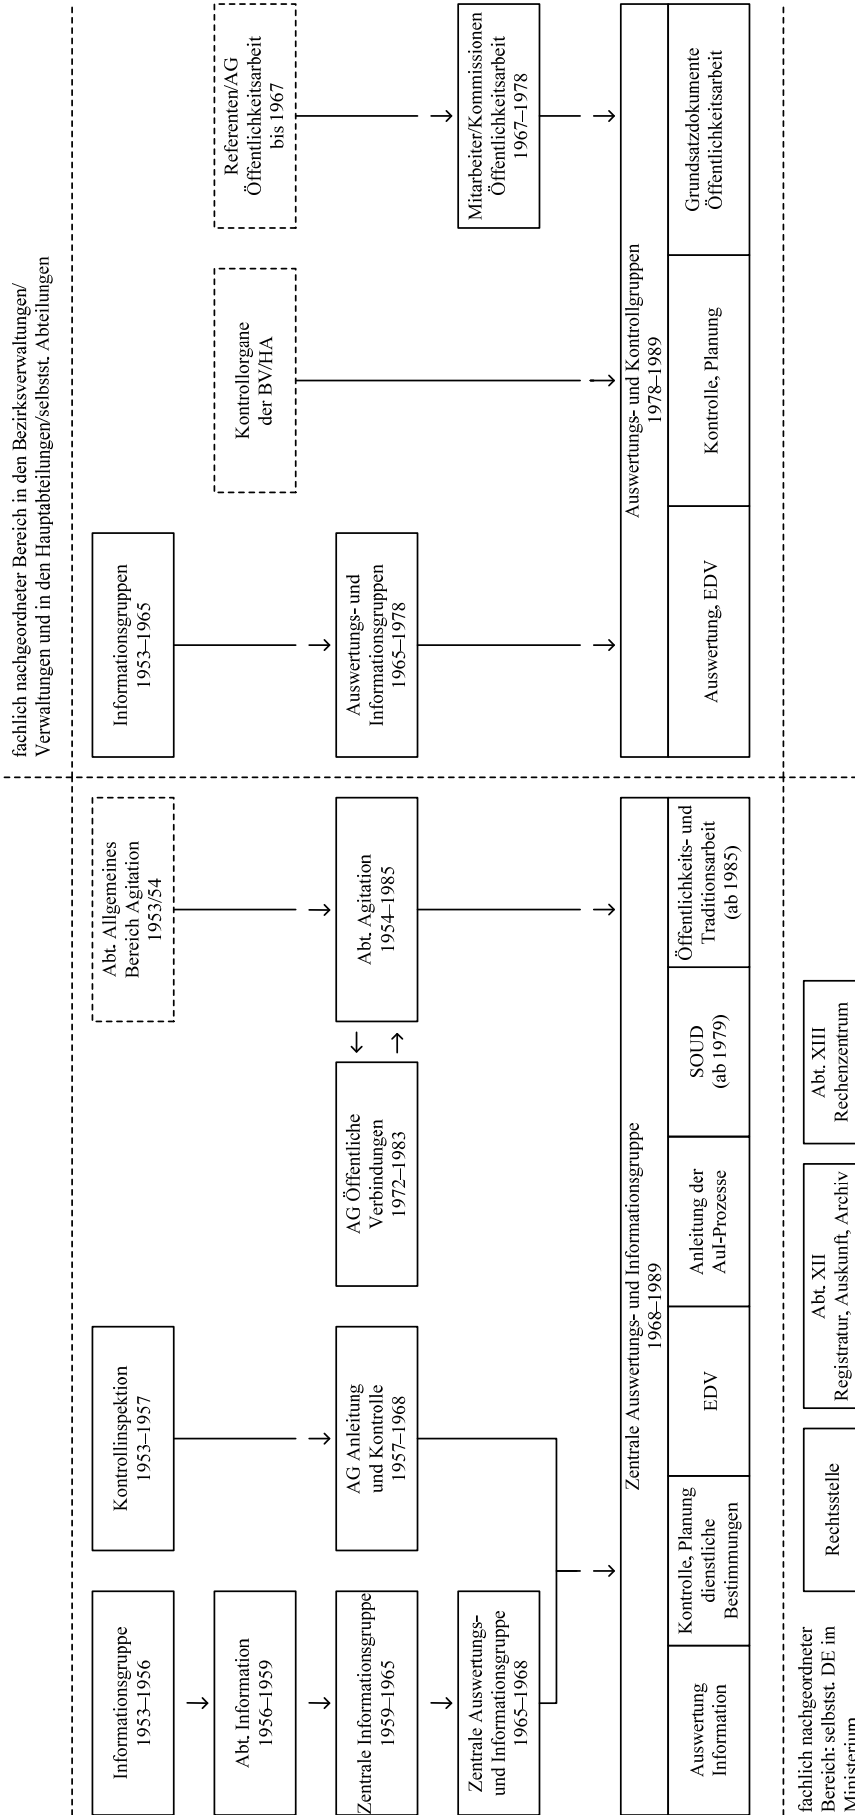 Informationsgruppe
1953–1956
Abt. Information
1956–1959
Zentrale Informationsgruppe
1959–1965
Zentrale Auswertungs-
und Informationsgruppe
1965–1968
Kontrollinspektion
1953–1957
AG Anleitung
und Kontrolle
1957–1968
AG Öffentliche
Verbindungen
1972–1983
Abt. Allgemeines
Bereich Agitation
1953/54
Abt. Agitation
1954–1985
Zentrale Auswertungs- und Informationsgruppe
1968–1989
Auswertung
Information
Kontrolle, Planung
dienstliche
Bestimmungen
EDV
Anleitung der
AuI-Prozesse
SOUD
(ab 1979)
Öffentlichkeits- und
Traditionsarbeit
(ab 1985)
fachlich nachgeordneter Bereich in den Bezirksverwaltungen/
Verwaltungen und in den Hauptabteilungen/selbstst. Abteilungen
Informationsgruppen
1953–1965
Auswertungs- und
Informationsgruppen
1965–1978
Kontrollorgane
der BV/HA
Referenten/AG
Öffentlichkeitsarbeit
bis 1967
Mitarbeiter/Kommissionen
Öffentlichkeitsarbeit
1967–1978
Auswertungs- und Kontrollgruppen
1978–1989
Auswertung, EDV
Kontrolle, Planung
Grundsatzdokumente
Öffentlichkeitsarbeit
fachlich nachgeordneter
Bereich: selbstst. DE im
Ministerium
Rechtsstelle
Abt. XII
Registratur, Auskunft, Archiv
Abt. XIII
Rechenzentrum